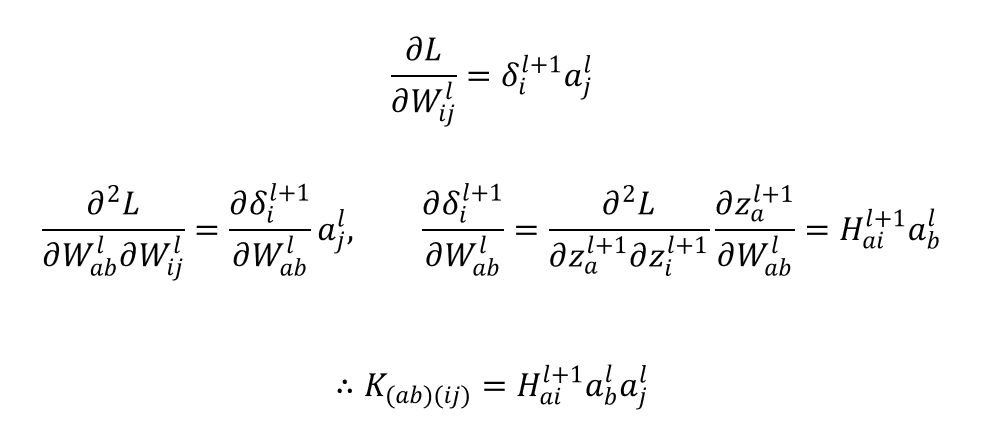 ∂L/∂W^l_{ij} = δ^{l+1}_i a^l_j
∂²L/∂W^l_{ab}∂W^l_{ij} = ∂δ^{l+1}_i/∂W^l_{ab} a^l_j, ∂δ^{l+1}_i/∂W^l_{ab} = ∂²L/∂z^{l+1}_a∂z^{l+1}_i ∂z^{l+1}_a/∂W^l_{ab} = H^{l+1}_{ai} a^l_b
∴ K_{(ab)(ij)} = H^{l+1}_{ai} a^l_b a^l_j